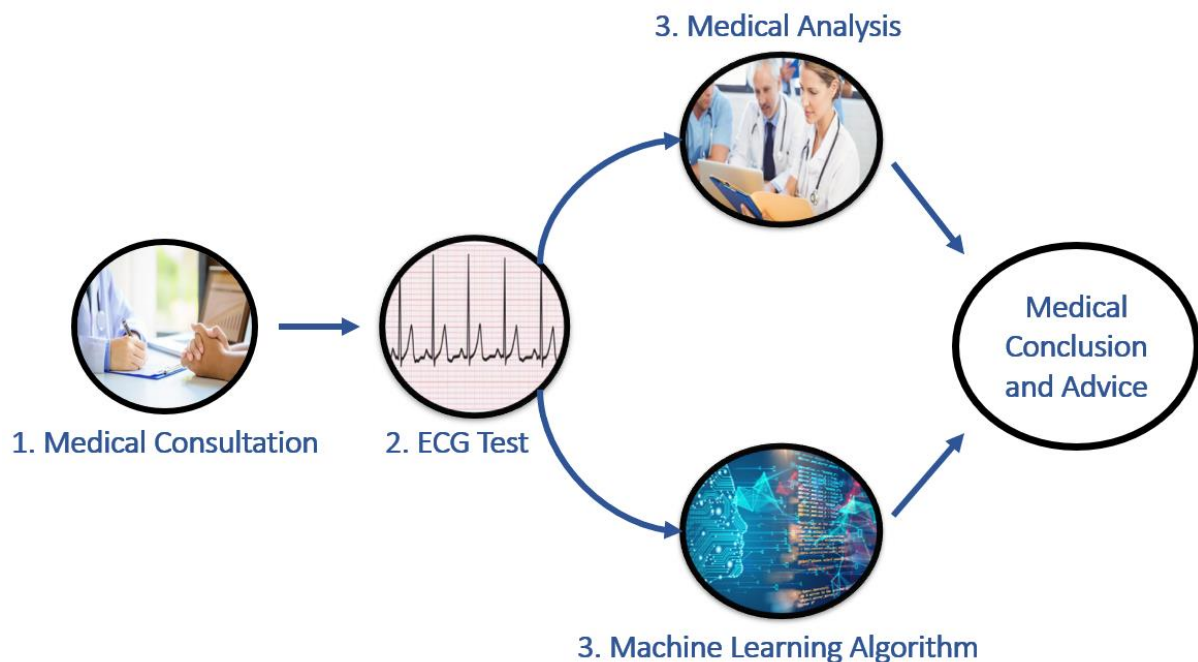 3. Medical Analysis
1. Medical Consultation
2. ECG Test
Medical
Conclusion
and Advice
3. Machine Learning Algorithm